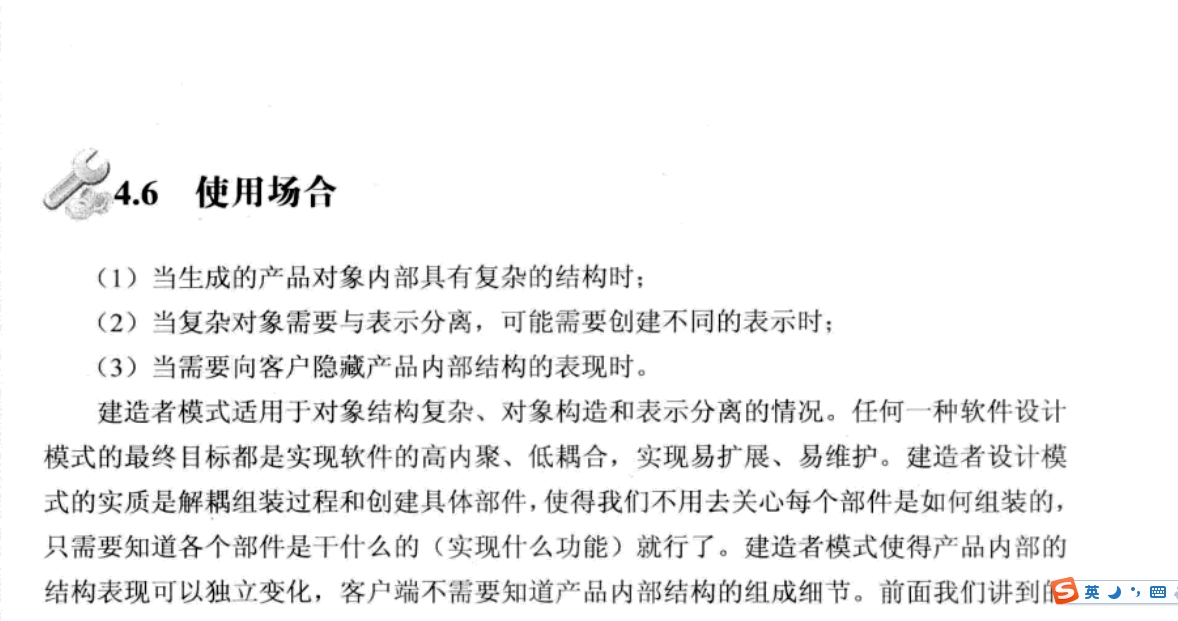 4.6 使用场合
（1）当生成的产品对象内部具有复杂的结构时；
（2）当复杂对象需要与表示分离，可能需要创建不同的表示时；
（3）当需要向客户隐藏产品内部结构的表现时。
建造者模式适用于对象结构复杂、对象构造和表示分离的情况。任何一种软件设计
模式的最终目标都是实现软件的高内聚、低耦合，实现易扩展、易维护。建造者设计模
式的实质是解耦组装过程和创建具体部件，使得我们不用去关心每个部件是如何组装的，
只需要知道各个部件是干什么的（实现什么功能）就行了。建造者模式使得产品内部的
结构表现可以独立变化，客户端不需要知道产品内部结构的组成细节。前面我们讲到的
英